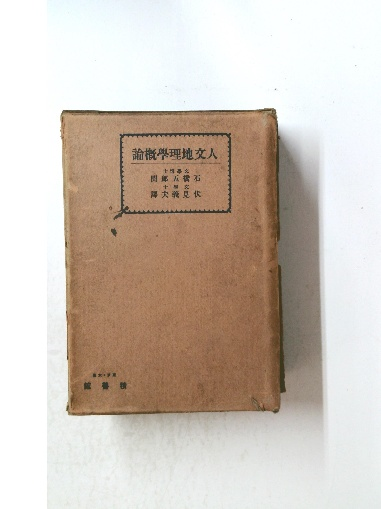 人文地理學概論
文學博士
石橋五郎閲
文學士
伏見義夫譯